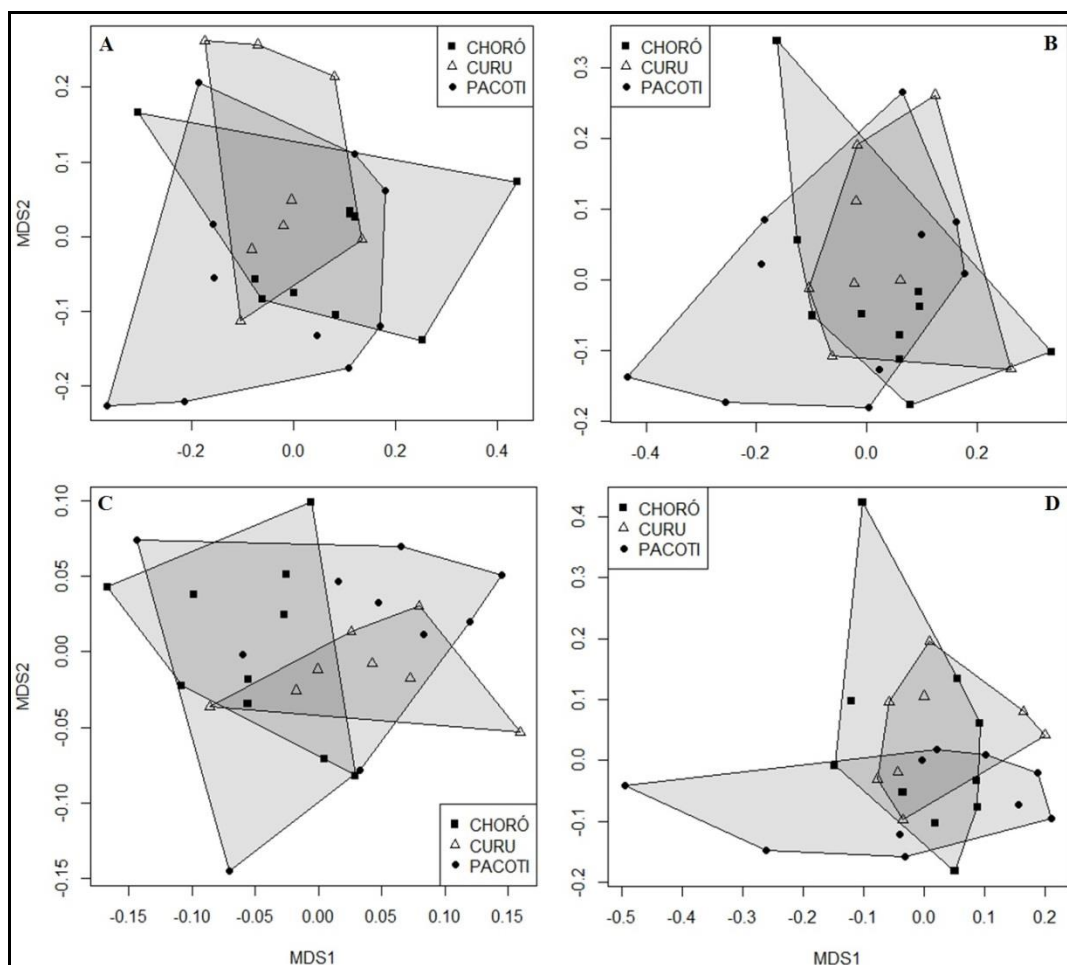 A
CHORÓ
CURU
PACOTI
MDS2
0.2
0.1
0.0
-0.1
-0.2
-0.2 0.0 0.2 0.4
B
CHORÓ
CURU
PACOTI
0.3
0.2
0.1
0.0
-0.1
-0.2
-0.4 -0.2 0.0 0.2
C
CHORÓ
CURU
PACOTI
MDS2
0.10
0.05
0.00
-0.05
-0.10
-0.15
-0.15 -0.10 -0.05 0.00 0.05 0.10 0.15
MDS1
D
CHORÓ
CURU
PACOTI
0.4
0.3
0.2
0.1
0.0
-0.1
-0.2
-0.5 -0.4 -0.3 -0.2 -0.1 0.0 0.1 0.2
MDS1